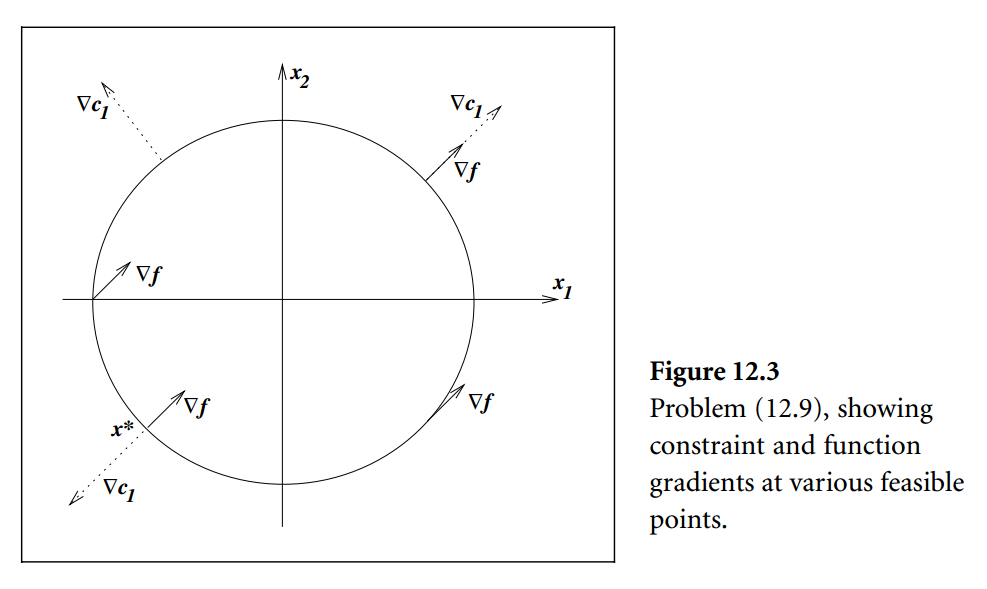 x₂
∇c₁
∇c₁
∇f
∇f
x₁
∇f
x*
∇f
∇c₁
Figure 12.3
Problem (12.9), showing
constraint and function
gradients at various feasible
points.